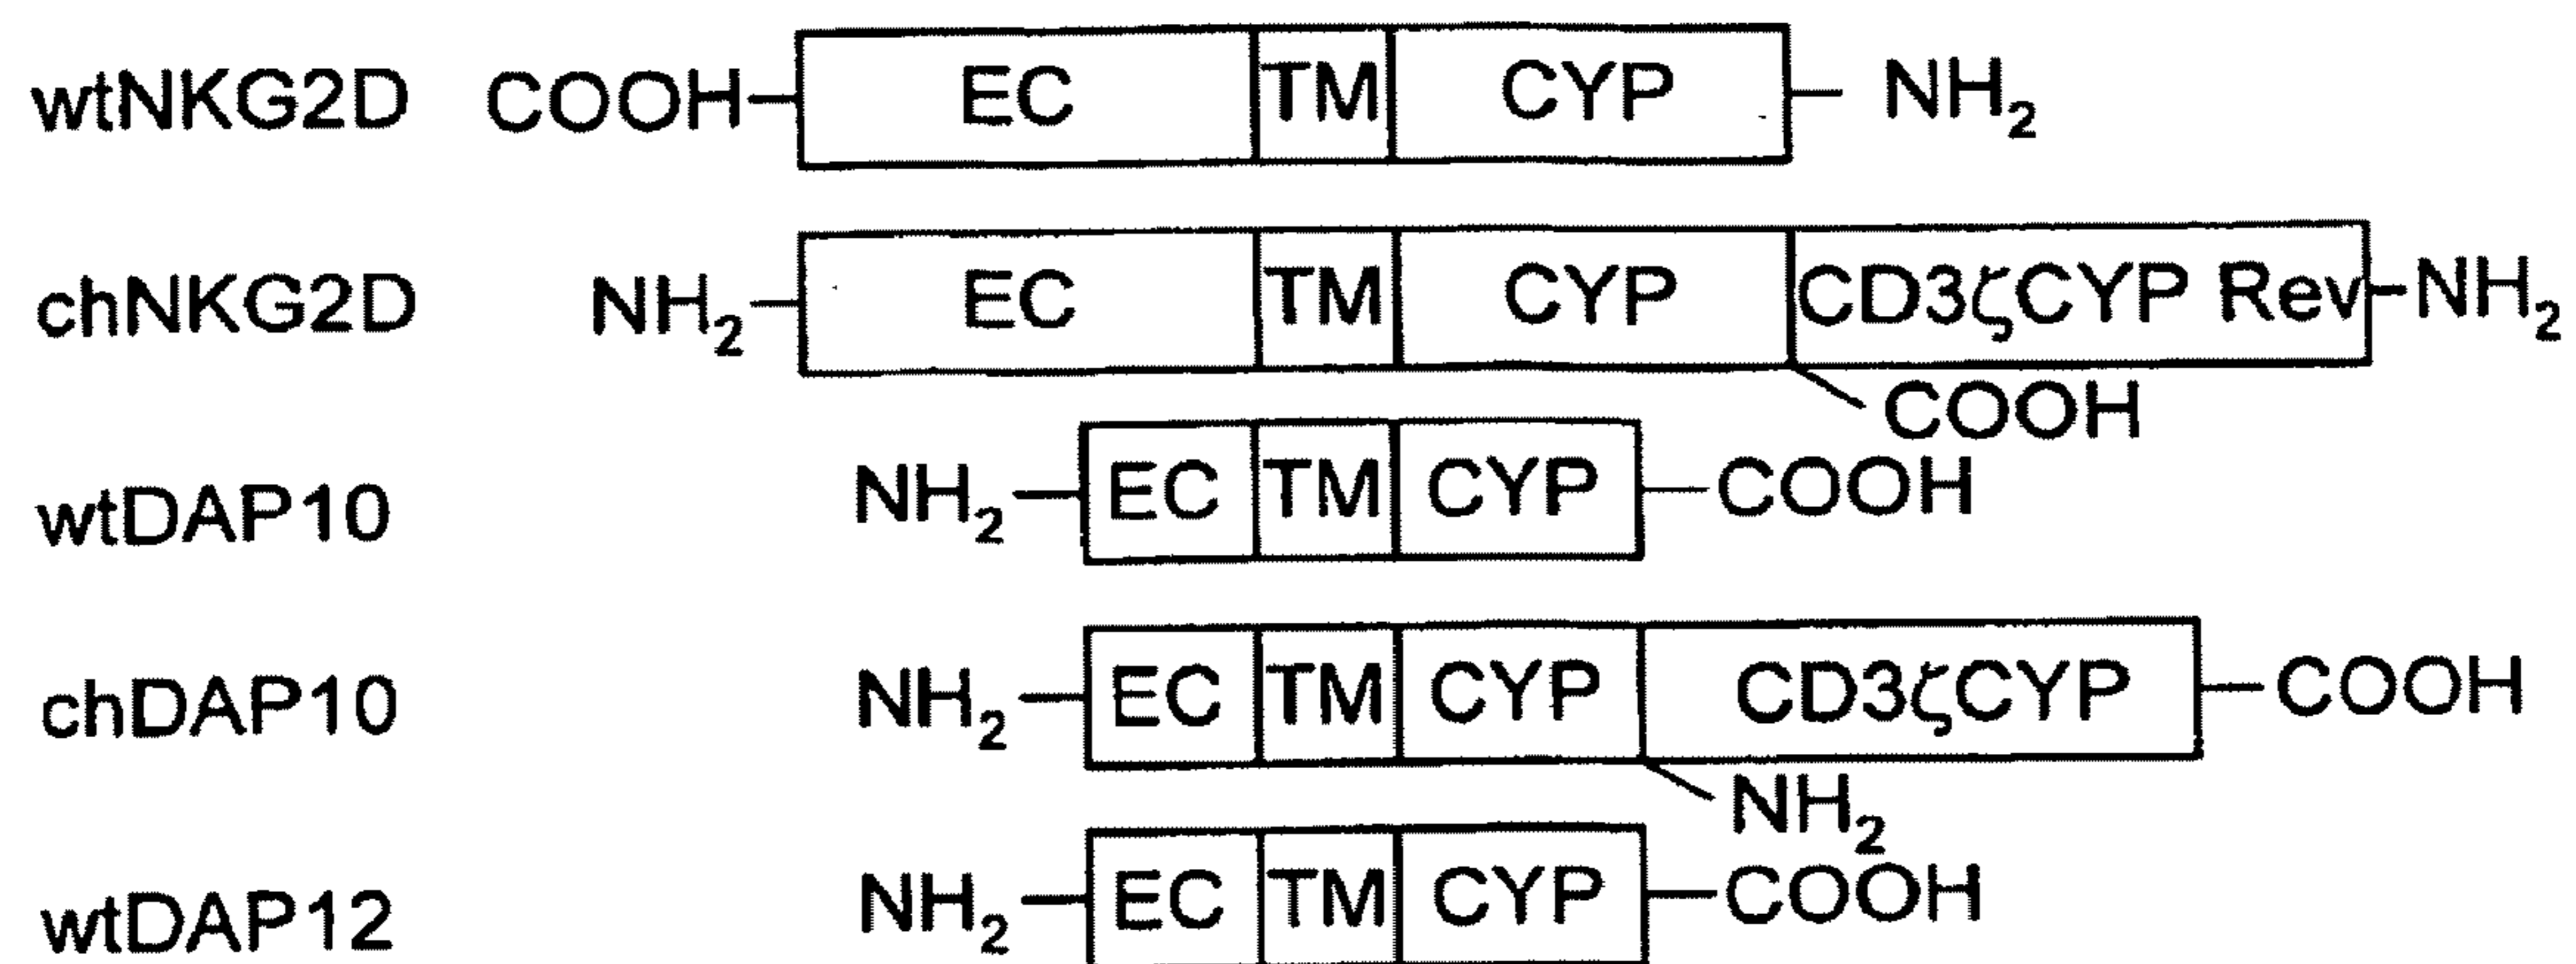 wtNKG2D COOH EC TM CYP NH₂
chNKG2D NH₂ EC TM CYP CD3ζCYP Rev NH₂
COOH
wtDAP10 NH₂ EC TM CYP COOH
chDAP10 NH₂ EC TM CYP CD3ζCYP COOH
NH₂
wtDAP12 NH₂ EC TM CYP COOH